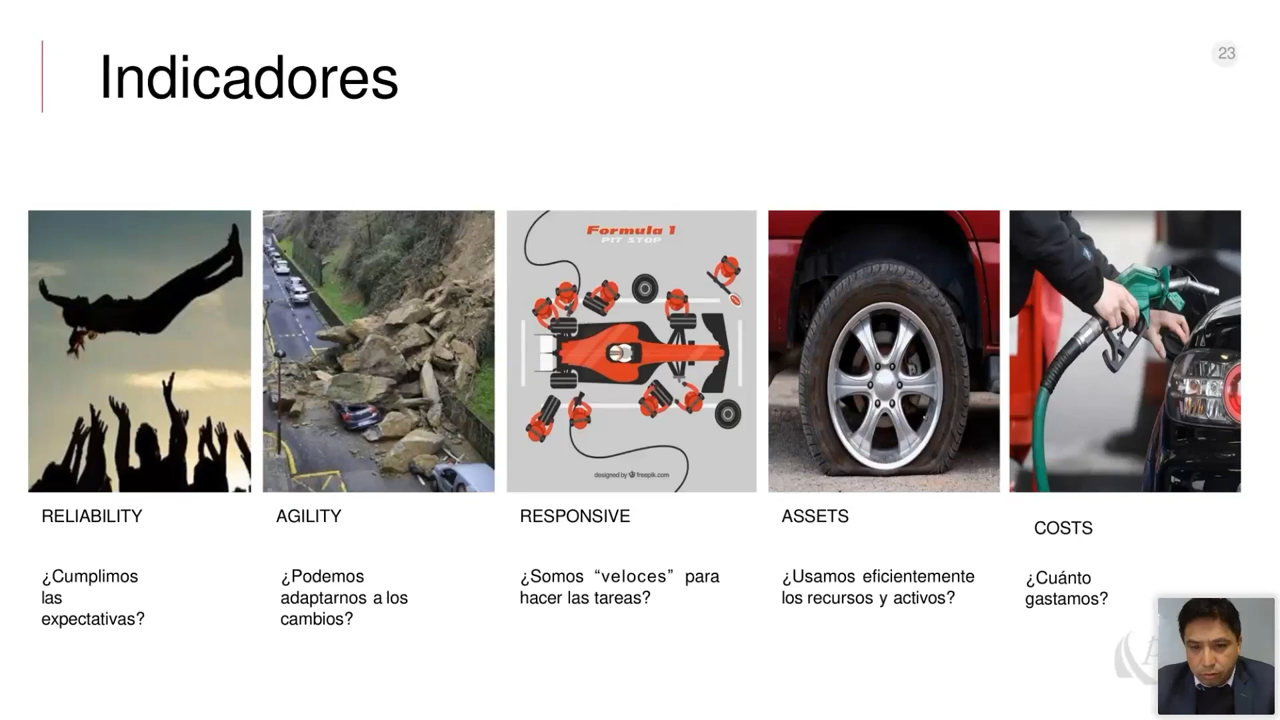 Indicadores
23
Formula 1
PIT STOP
designed by freepik.com
RELIABILITY
AGILITY
RESPONSIVE
ASSETS
COSTS
¿Cumplimos
las
expectativas?
¿Podemos
adaptarnos a los
cambios?
¿Somos “veloces” para
hacer las tareas?
¿Usamos eficientemente
los recursos y activos?
¿Cuánto
gastamos?